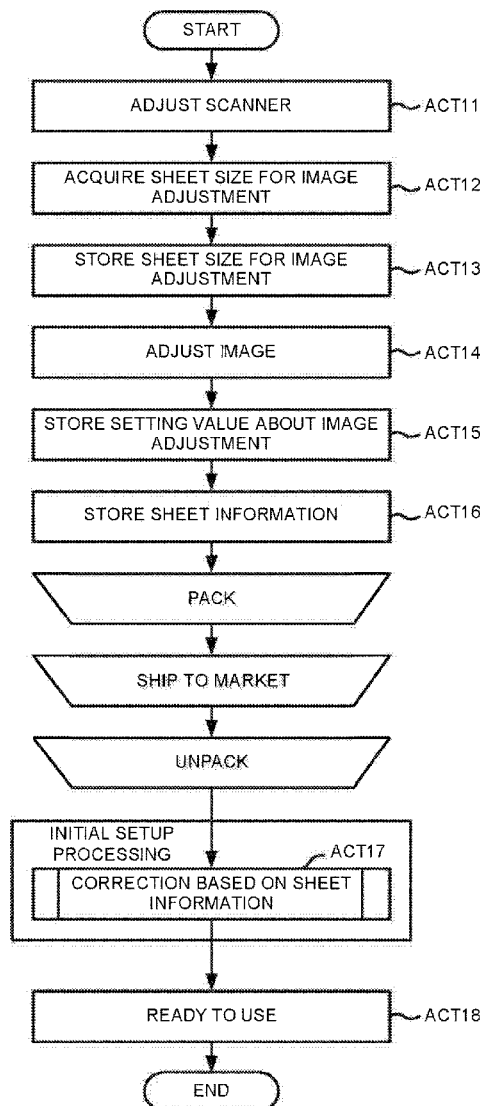 START
ADJUST SCANNER
ACT11
ACQUIRE SHEET SIZE FOR IMAGE
ADJUSTMENT
ACT12
STORE SHEET SIZE FOR IMAGE
ADJUSTMENT
ACT13
ADJUST IMAGE
ACT14
STORE SETTING VALUE ABOUT IMAGE
ADJUSTMENT
ACT15
STORE SHEET INFORMATION
ACT16
PACK
SHIP TO MARKET
UNPACK
INITIAL SETUP
PROCESSING
ACT17
CORRECTION BASED ON SHEET
INFORMATION
READY TO USE
ACT18
END